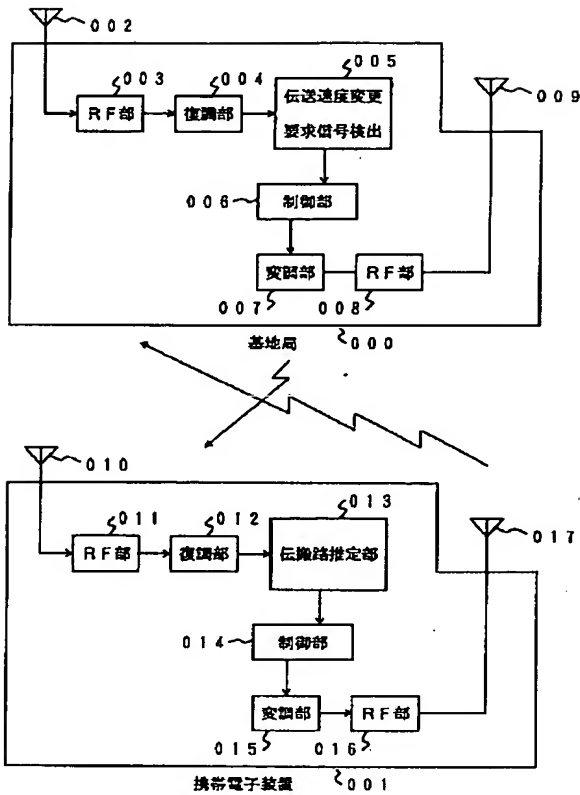 002
003 004 005
RF部 復調部 伝送速度変更
要求信号検出
009
006 制御部
変調部 RF部
007 008
基地局 000
010
011 012 013
RF部 復調部 伝搬路推定部
017
014 制御部
変調部 RF部
015 016
携帯電子装置 001